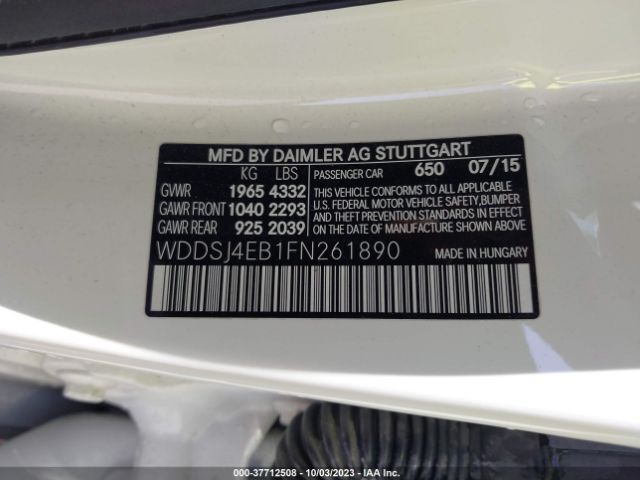 MFD BY DAIMLER AG STUTTGART
KG LBS PASSENGER CAR 650 07/15
GVWR 1965 4332
GAWR FRONT 1040 2293
GAWR REAR 925 2039
THIS VEHICLE CONFORMS TO ALL APPLICABLE
U.S. FEDERAL MOTOR VEHICLE SAFETY, BUMPER
AND THEFT PREVENTION STANDARDS IN EFFECT
ON THE DATE OF MANUFACTURE SHOWN ABOVE.
WDDSJ4EB1FN261890 MADE IN HUNGARY
000-37712508 - 10/03/2023 - IAA Inc.